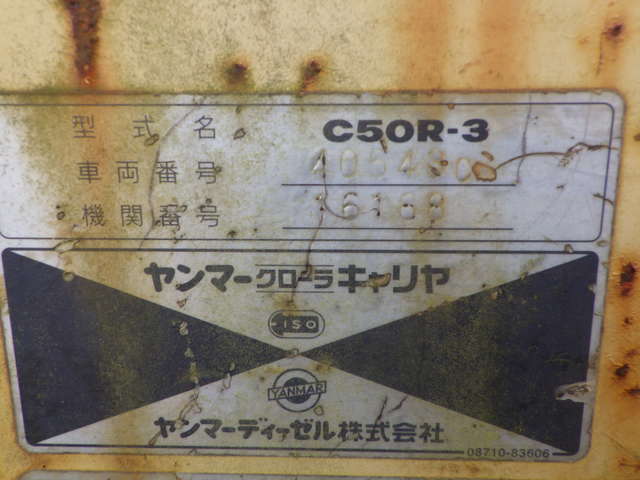 型式名 C50R-3
車両番号
機関番号 16168
ヤンマークローラキャリヤ
ISO
YANMAR
ヤンマーディーゼル株式会社
08710-83606